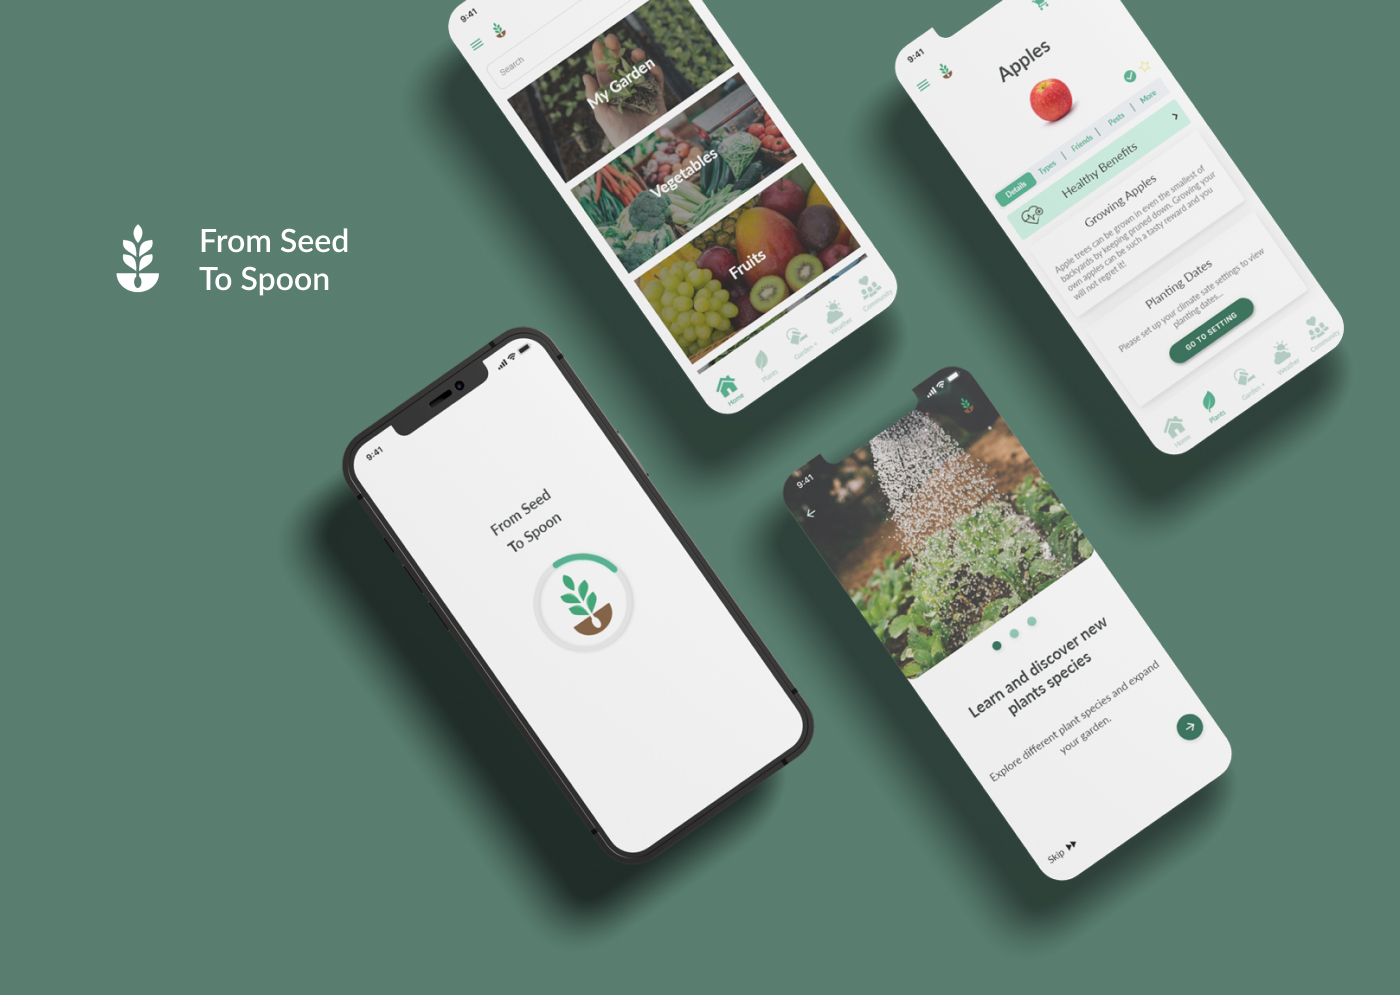 From Seed
To Spoon
9:41
Search
My Garden
Vegetables
Fruits
Home
Plants
Garden +
Weather
Community
9:41
Apples
Details
Types
Friends
Pests
More
Healthy Benefits
Growing Apples
Apple trees can be grown in even the smallest of
backyards by keeping pruned down. Growing your
own apples can be such a tasty reward and you
will not regret it!
Planting Dates
Please set up your climate sate settings to view
planting dates...
GO TO SETTING
Home
Plants
Garden +
Weather
Community
9:41
From Seed
To Spoon
9:41
Learn and discover new
plants species
Explore different plant species and expand
your garden.
Skip